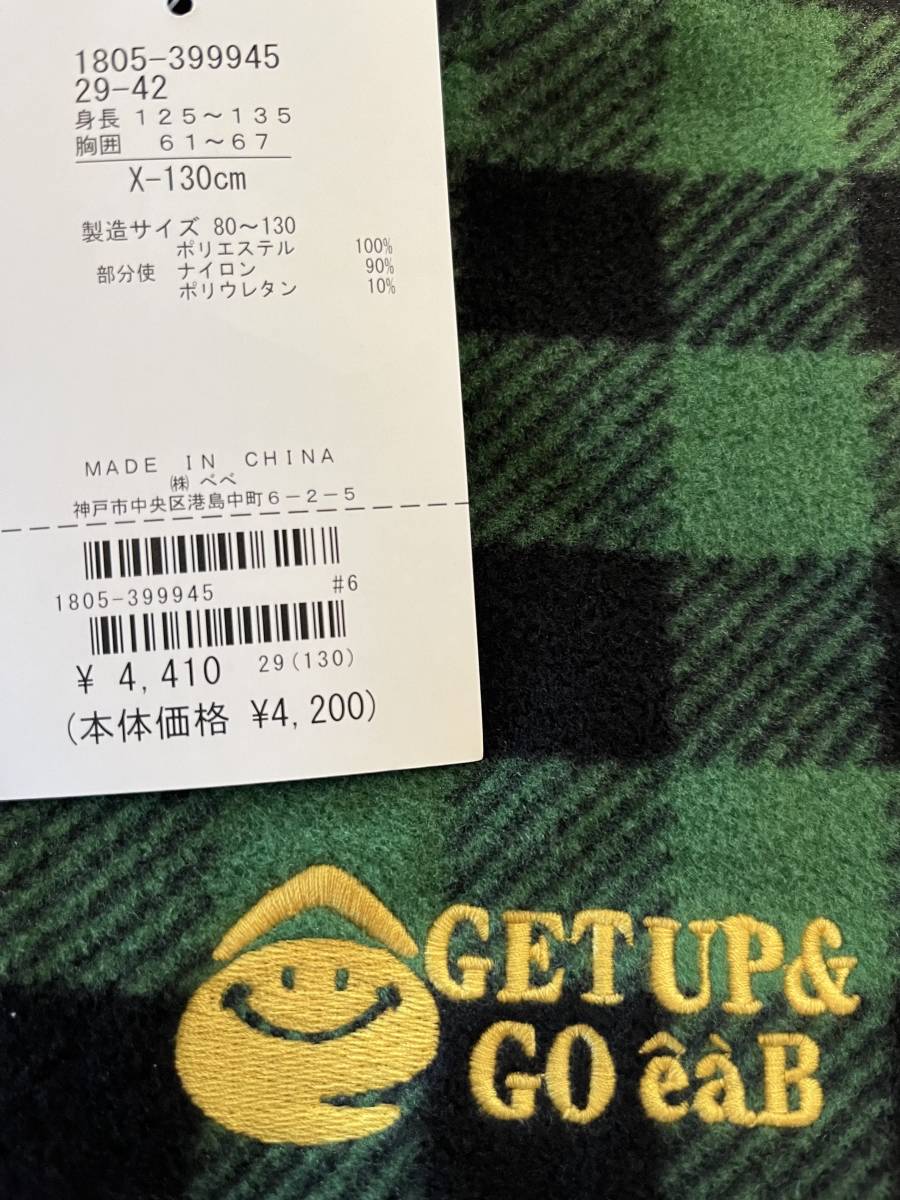 1805-399945
29-42
身長 125～135
胸囲 61～67
X-130cm
製造サイズ 80～130
ポリエステル 100%
部分使 ナイロン 90%
ポリウレタン 10%
MADE IN CHINA
㈱ べべ
神戸市中央区港島中町6-2-5
1805-399945 #6
¥ 4,410 29(130)
(本体価格 ¥4,200)
GETUP&
GO êàB